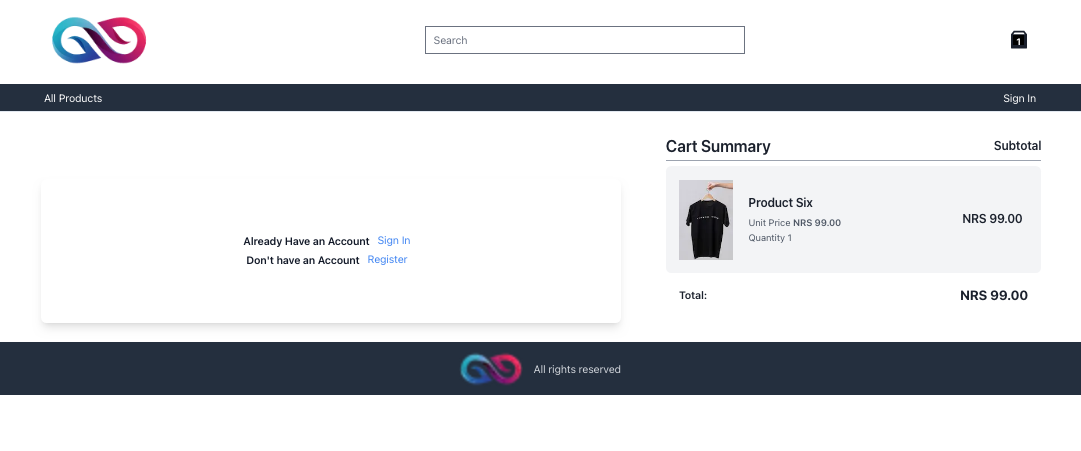 Search
1
All Products
Sign In
Already Have an Account Sign In
Don't have an Account Register
Cart Summary
Subtotal
Product Six
Unit Price NRS 99.00
Quantity 1
NRS 99.00
Total:
NRS 99.00
All rights reserved